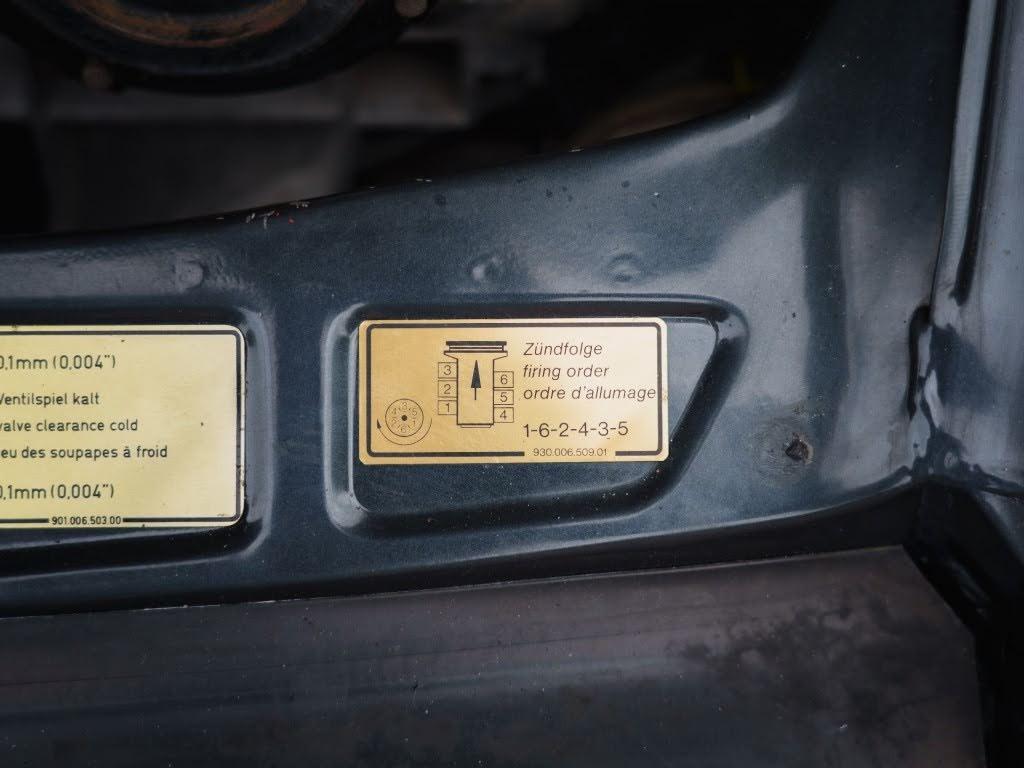 0,1mm (0,004")
Ventilspiel kalt
valve clearance cold
jeu des soupapes à froid
0,1mm (0,004")
901.006.503.00
3
2
1
6
5
4
Zündfolge
firing order
ordre d'allumage
1-6-2-4-3-5
930.006.509.01